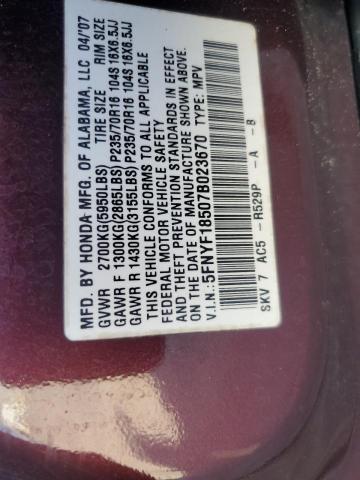 MFD. BY HONDA MFG. OF ALABAMA, LLC 04/'07
GVWR 2700KG(5950LBS) TIRE SIZE RIM SIZE
GAWR F 1300KG(2865LBS) P235/70R16 104S 16X6.5JJ
GAWR R 1430KG(3155LBS) P235/70R16 104S 16X6.5JJ
THIS VEHICLE CONFORMS TO ALL APPLICABLE
FEDERAL MOTOR VEHICLE SAFETY
AND THEFT PREVENTION STANDARDS IN EFFECT
ON THE DATE OF MANUFACTURE SHOWN ABOVE.
V.I.N.: 5FNYF18507B023670 TYPE: MPV
SKV 7 AC5 - R529P - A - B